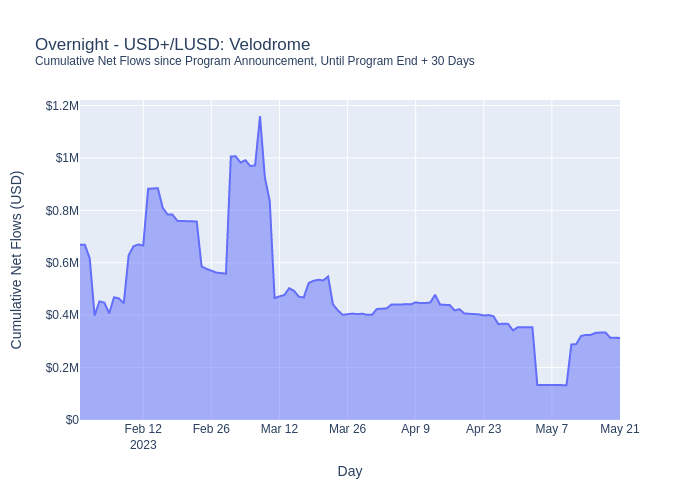 Overnight - USD+/LUSD: Velodrome
Cumulative Net Flows since Program Announcement, Until Program End + 30 Days
Cumulative Net Flows (USD)
$1.2M
$1M
$0.8M
$0.6M
$0.4M
$0.2M
$0
Feb 12 Feb 26 Mar 12 Mar 26 Apr 9 Apr 23 May 7 May 21
2023
Day